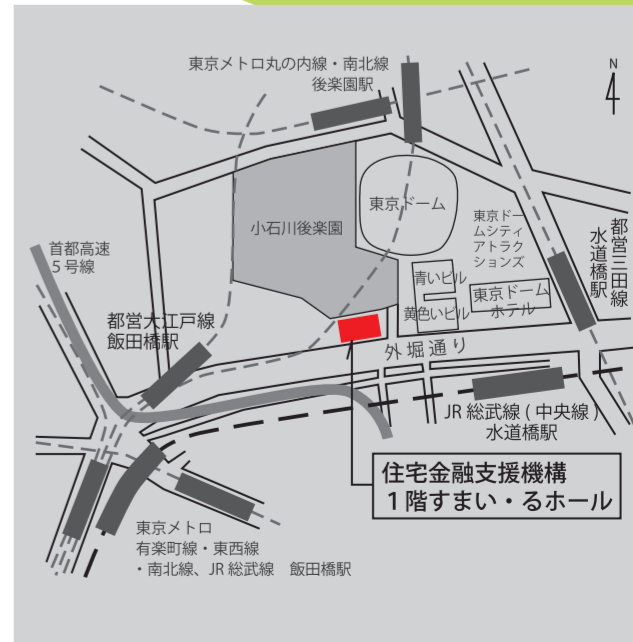 東京メトロ丸の内線・南北線
後楽園駅
N
東京ドーム
小石川後楽園
東京ドー
ムシティ
アトラク
ションズ
都営三田線
水道橋駅
首都高速
5号線
青いビル
東京ドーム
ホテル
黄色いビル
都営大江戸線
飯田橋駅
外堀通り
JR 総武線 ( 中央線 )
水道橋駅
住宅金融支援機構
1階すまい・るホール
東京メトロ
有楽町線・東西線
・南北線、JR 総武線　飯田橋駅